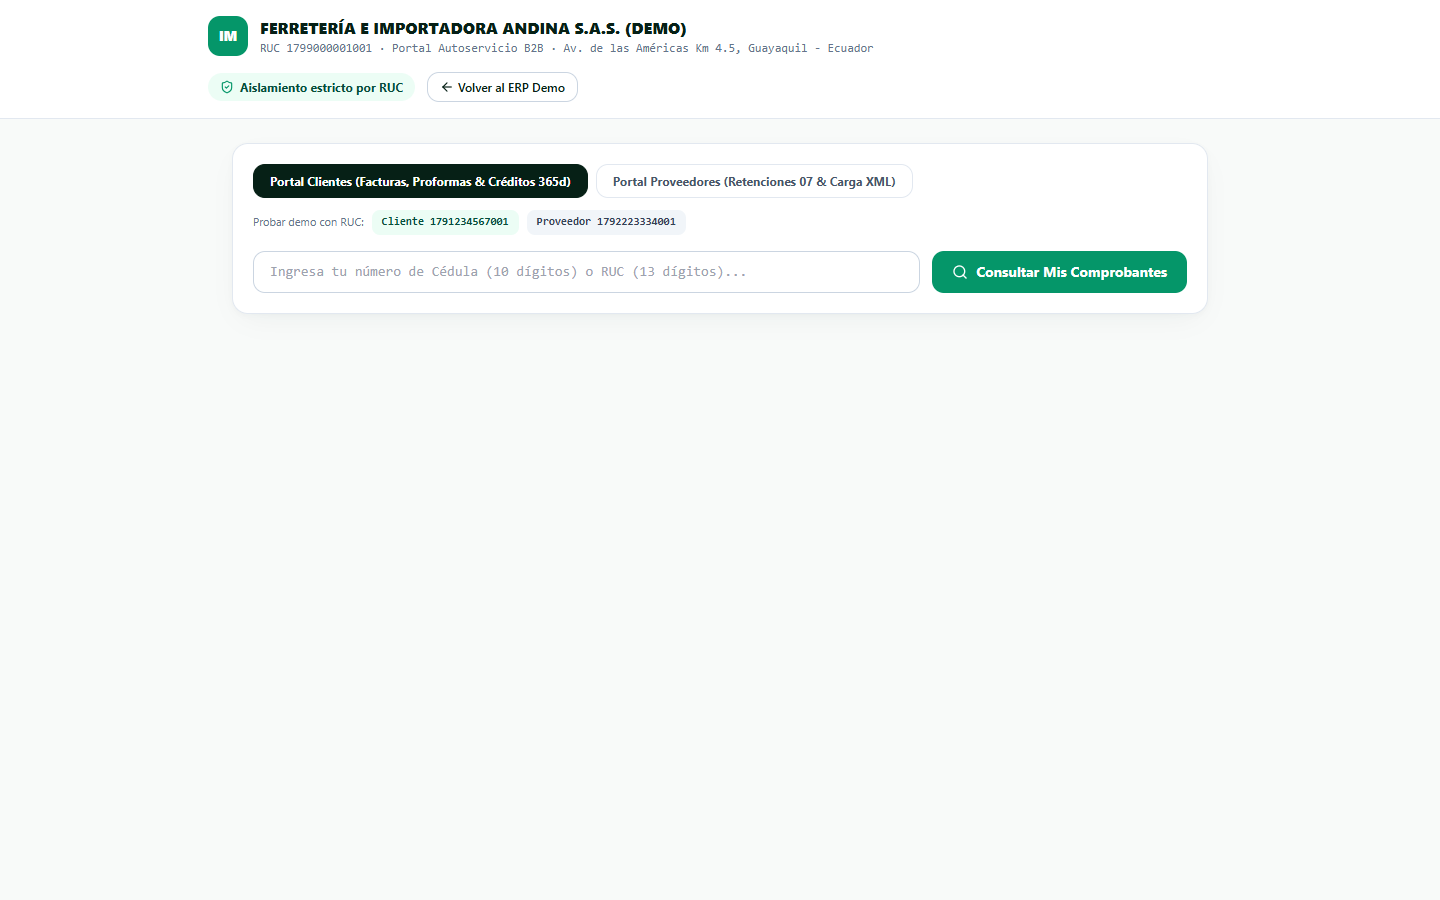 IM
FERRETERÍA E IMPORTADORA ANDINA S.A.S. (DEMO)
RUC 1799000001001 · Portal Autoservicio B2B · Av. de las Américas Km 4.5, Guayaquil - Ecuador
Aislamiento estricto por RUC
Volver al ERP Demo
Portal Clientes (Facturas, Proformas & Créditos 365d)
Portal Proveedores (Retenciones 07 & Carga XML)
Probar demo con RUC:
Cliente 1791234567001
Proveedor 1792223334001
Ingresa tu número de Cédula (10 dígitos) o RUC (13 dígitos)...
Consultar Mis Comprobantes